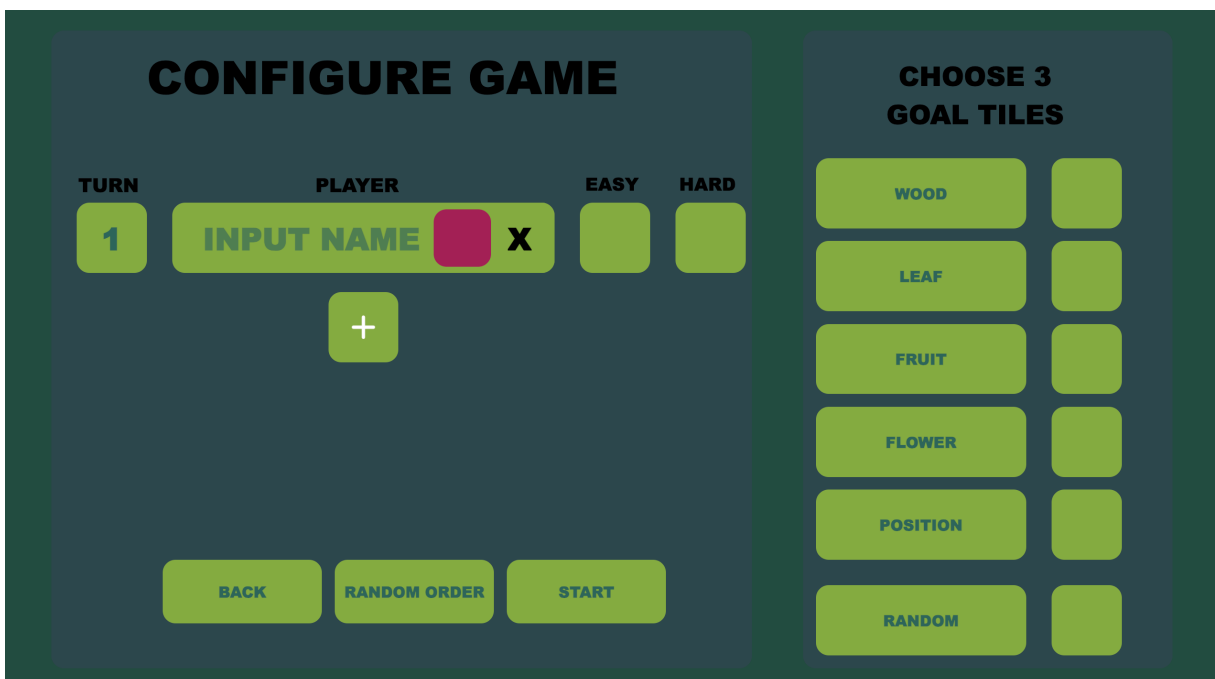 CONFIGURE GAME
TURN PLAYER EASY HARD
1 INPUT NAME X
+
BACK RANDOM ORDER START
CHOOSE 3
GOAL TILES
WOOD
LEAF
FRUIT
FLOWER
POSITION
RANDOM